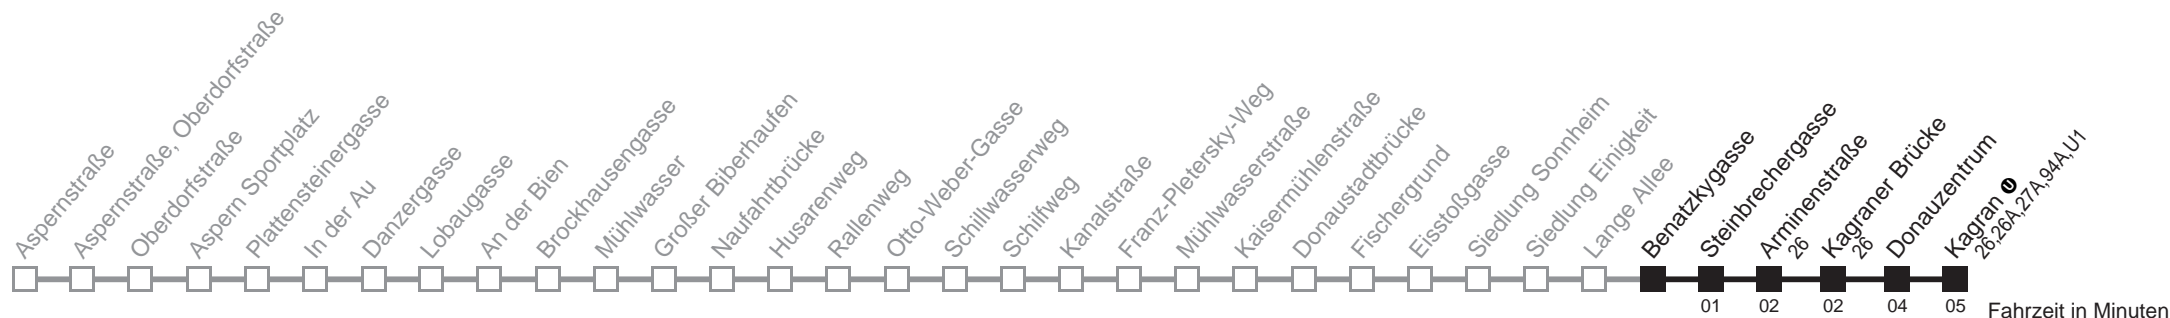 Aspernstraße
Aspernstraße, Oberdorfstraße
Oberdorfstraße
Aspern Sportplatz
Plattensteinergasse
In der Au
Danzergasse
Lobaugasse
An der Bien
Brockhausengasse
Mühlwasser
Großer Biberhaufen
Naufahrtbrücke
Husarenweg
Rallenweg
Otto-Weber-Gasse
Schillwasserweg
Schilfweg
Kanalstraße
Franz-Pletersky-Weg
Mühlwasserstraße
Kaisermühlenstraße
Donaustadtbrücke
Fischergrund
Eisstoßgasse
Siedlung Sonnheim
Siedlung Einigkeit
Lange Allee
Benatzkygasse
Steinbrechergasse
Arminenstraße
26
Kagraner Brücke
26
Donauzentrum
Kagran U
26,26A,27A,94A,U1
01 02 02 04 05 Fahrzeit in Minuten